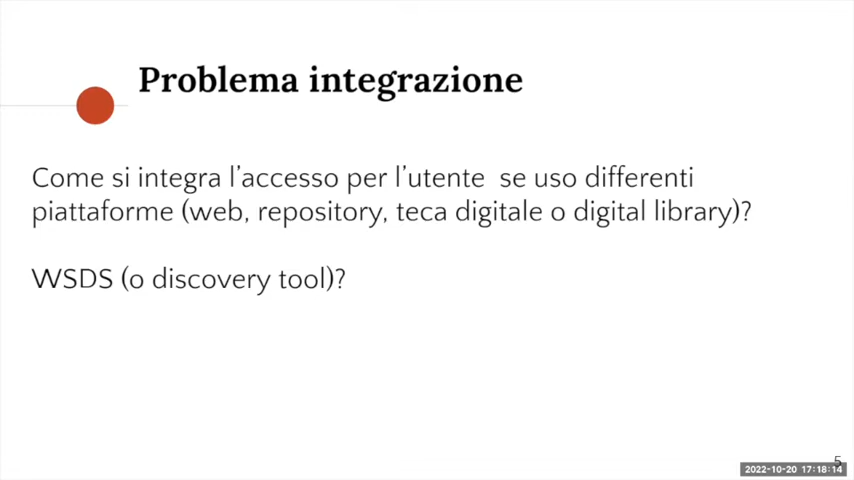 Problema integrazione
Come si integra l’accesso per l’utente se uso differenti
piattaforme (web, repository, teca digitale o digital library)?
WSDS (o discovery tool)?
5
2022-10-20 17:18:14